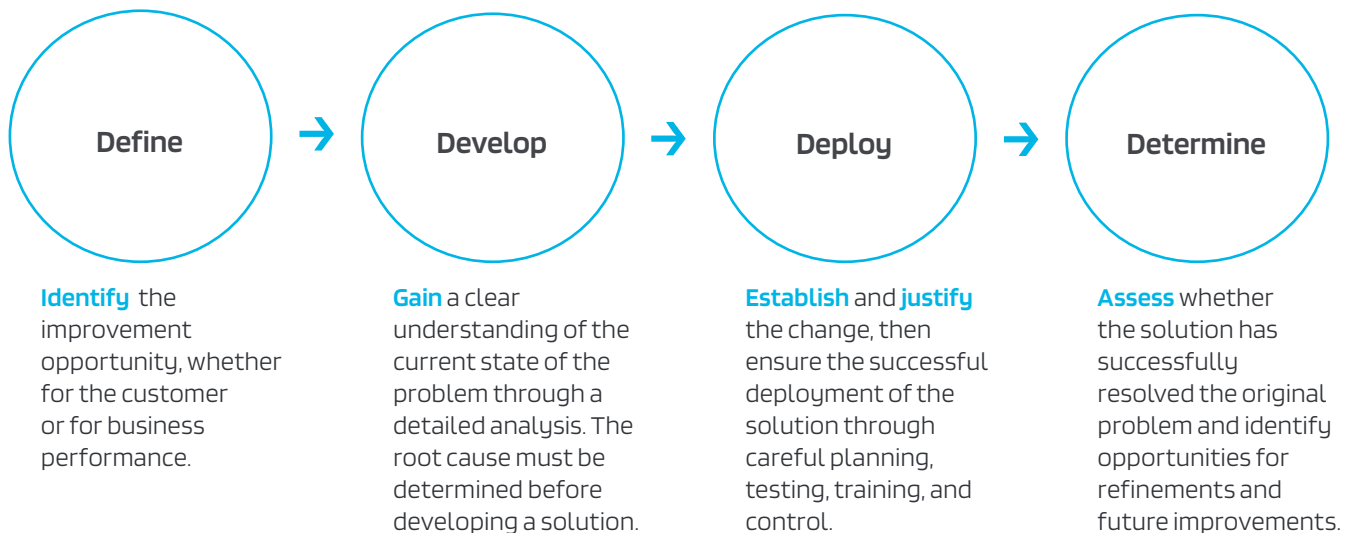 Define
Develop
Deploy
Determine
Identify the
improvement
opportunity, whether
for the customer
or for business
performance.
Gain a clear
understanding of the
current state of the
problem through a
detailed analysis. The
root cause must be
determined before
developing a solution.
Establish and justify
the change, then
ensure the successful
deployment of the
solution through
careful planning,
testing, training, and
control.
Assess whether
the solution has
successfully
resolved the original
problem and identify
opportunities for
refinements and
future improvements.